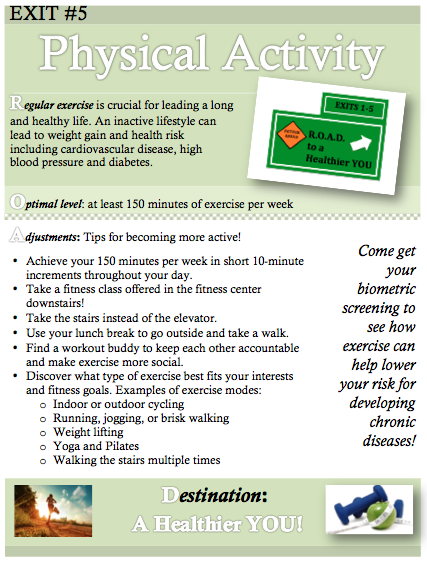 EXIT #5
Physical Activity
Regular exercise is crucial for leading a long
and healthy life. An inactive lifestyle can
lead to weight gain and health risk
including cardiovascular disease, high
blood pressure and diabetes.
EXITS 1-5
R.O.A.D.
to a
Healthier YOU
Optimal level: at least 150 minutes of exercise per week
Adjustments: Tips for becoming more active!
• Achieve your 150 minutes per week in short 10-minute
increments throughout your day.
• Take a fitness class offered in the fitness center
downstairs!
• Take the stairs instead of the elevator.
• Use your lunch break to go outside and take a walk.
• Find a workout buddy to keep each other accountable
and make exercise more social.
• Discover what type of exercise best fits your interests
and fitness goals. Examples of exercise modes:
o Indoor or outdoor cycling
o Running, jogging, or brisk walking
o Weight lifting
o Yoga and Pilates
o Walking the stairs multiple times
Come get
your
biometric
screening to
see how
exercise can
help lower
your risk for
developing
chronic
diseases!
Destination:
A Healthier YOU!